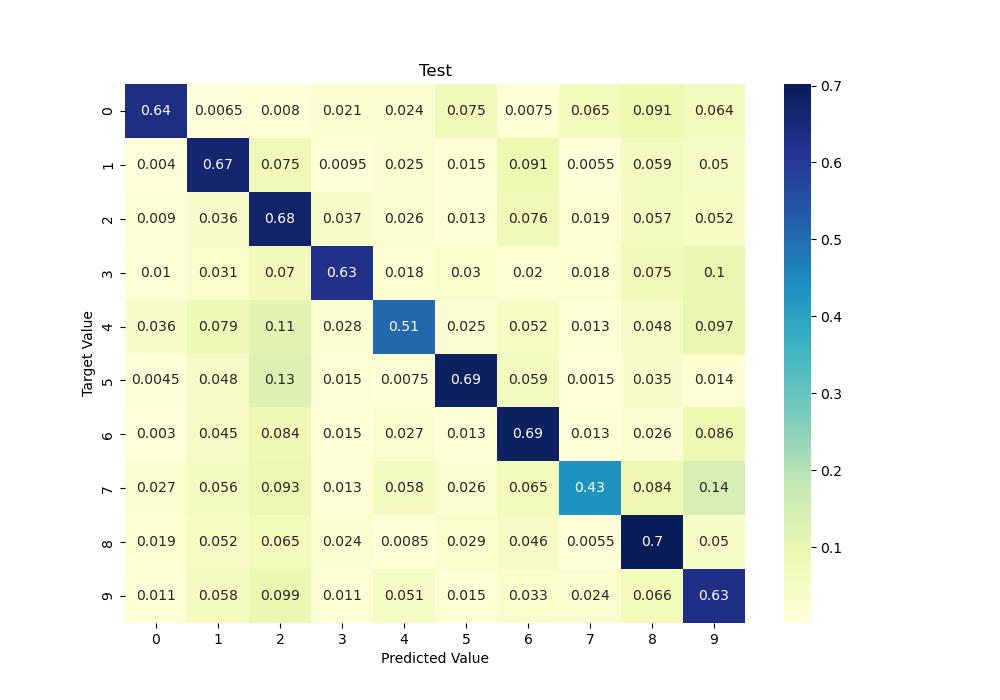 Test
0 0.64 0.0065 0.008 0.021 0.024 0.075 0.0075 0.065 0.091 0.064
1 0.004 0.67 0.075 0.0095 0.025 0.015 0.091 0.0055 0.059 0.05
2 0.009 0.036 0.68 0.037 0.026 0.013 0.076 0.019 0.057 0.052
3 0.01 0.031 0.07 0.63 0.018 0.03 0.02 0.018 0.075 0.1
4 0.036 0.079 0.11 0.028 0.51 0.025 0.052 0.013 0.048 0.097
5 0.0045 0.048 0.13 0.015 0.0075 0.69 0.059 0.0015 0.035 0.014
6 0.003 0.045 0.084 0.015 0.027 0.013 0.69 0.013 0.026 0.086
7 0.027 0.056 0.093 0.013 0.058 0.026 0.065 0.43 0.084 0.14
8 0.019 0.052 0.065 0.024 0.0085 0.029 0.046 0.0055 0.7 0.05
9 0.011 0.058 0.099 0.011 0.051 0.015 0.033 0.024 0.066 0.63
0 1 2 3 4 5 6 7 8 9
Predicted Value
Target Value
0.7
0.6
0.5
0.4
0.3
0.2
0.1